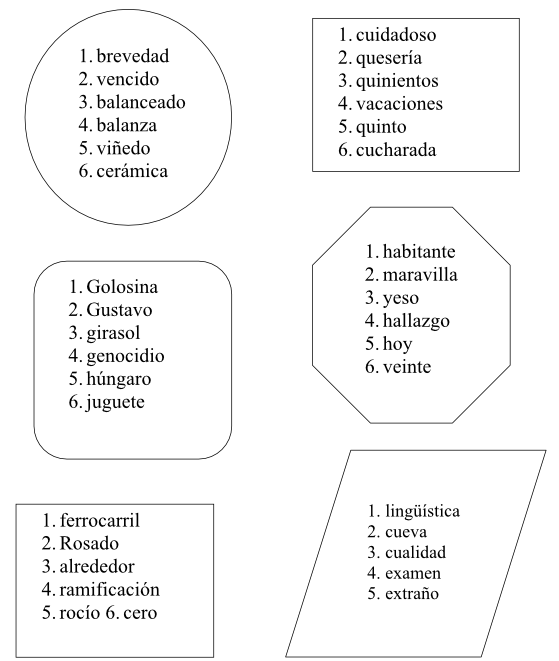 1. brevedad
2. vencido
3. balanceado
4. balanza
5. viñedo
6. cerámica
1. cuidadoso
2. quesería
3. quinientos
4. vacaciones
5. quinto
6. cucharada
1. Golosina
2. Gustavo
3. girasol
4. genocidio
5. húngaro
6. juguete
1. habitante
2. maravilla
3. yeso
4. hallazgo
5. hoy
6. veinte
1. ferrocarril
2. Rosado
3. alrededor
4. ramificación
5. rocío 6. cero
1. lingüística
2. cueva
3. cualidad
4. examen
5. extraño